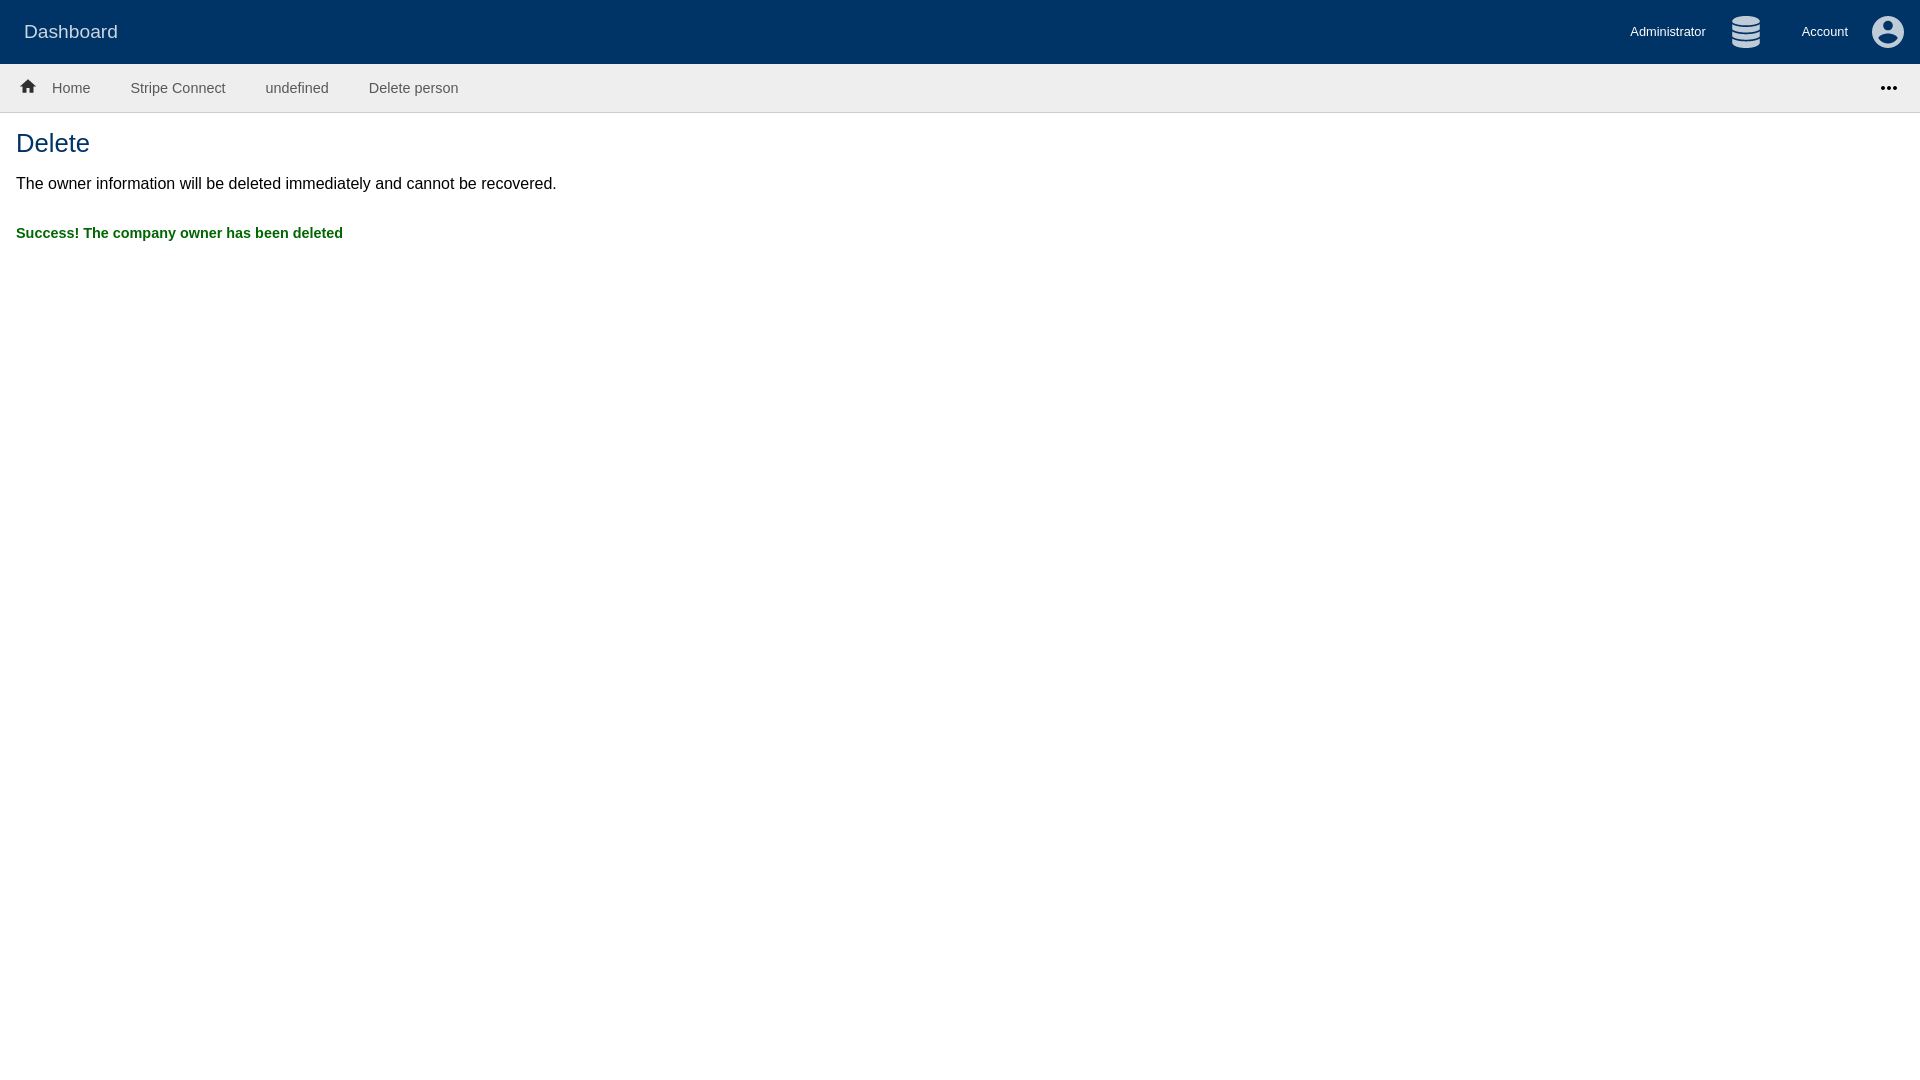 Dashboard
Administrator
Account
Home
Stripe Connect
undefined
Delete person
Delete
The owner information will be deleted immediately and cannot be recovered.
Success! The company owner has been deleted